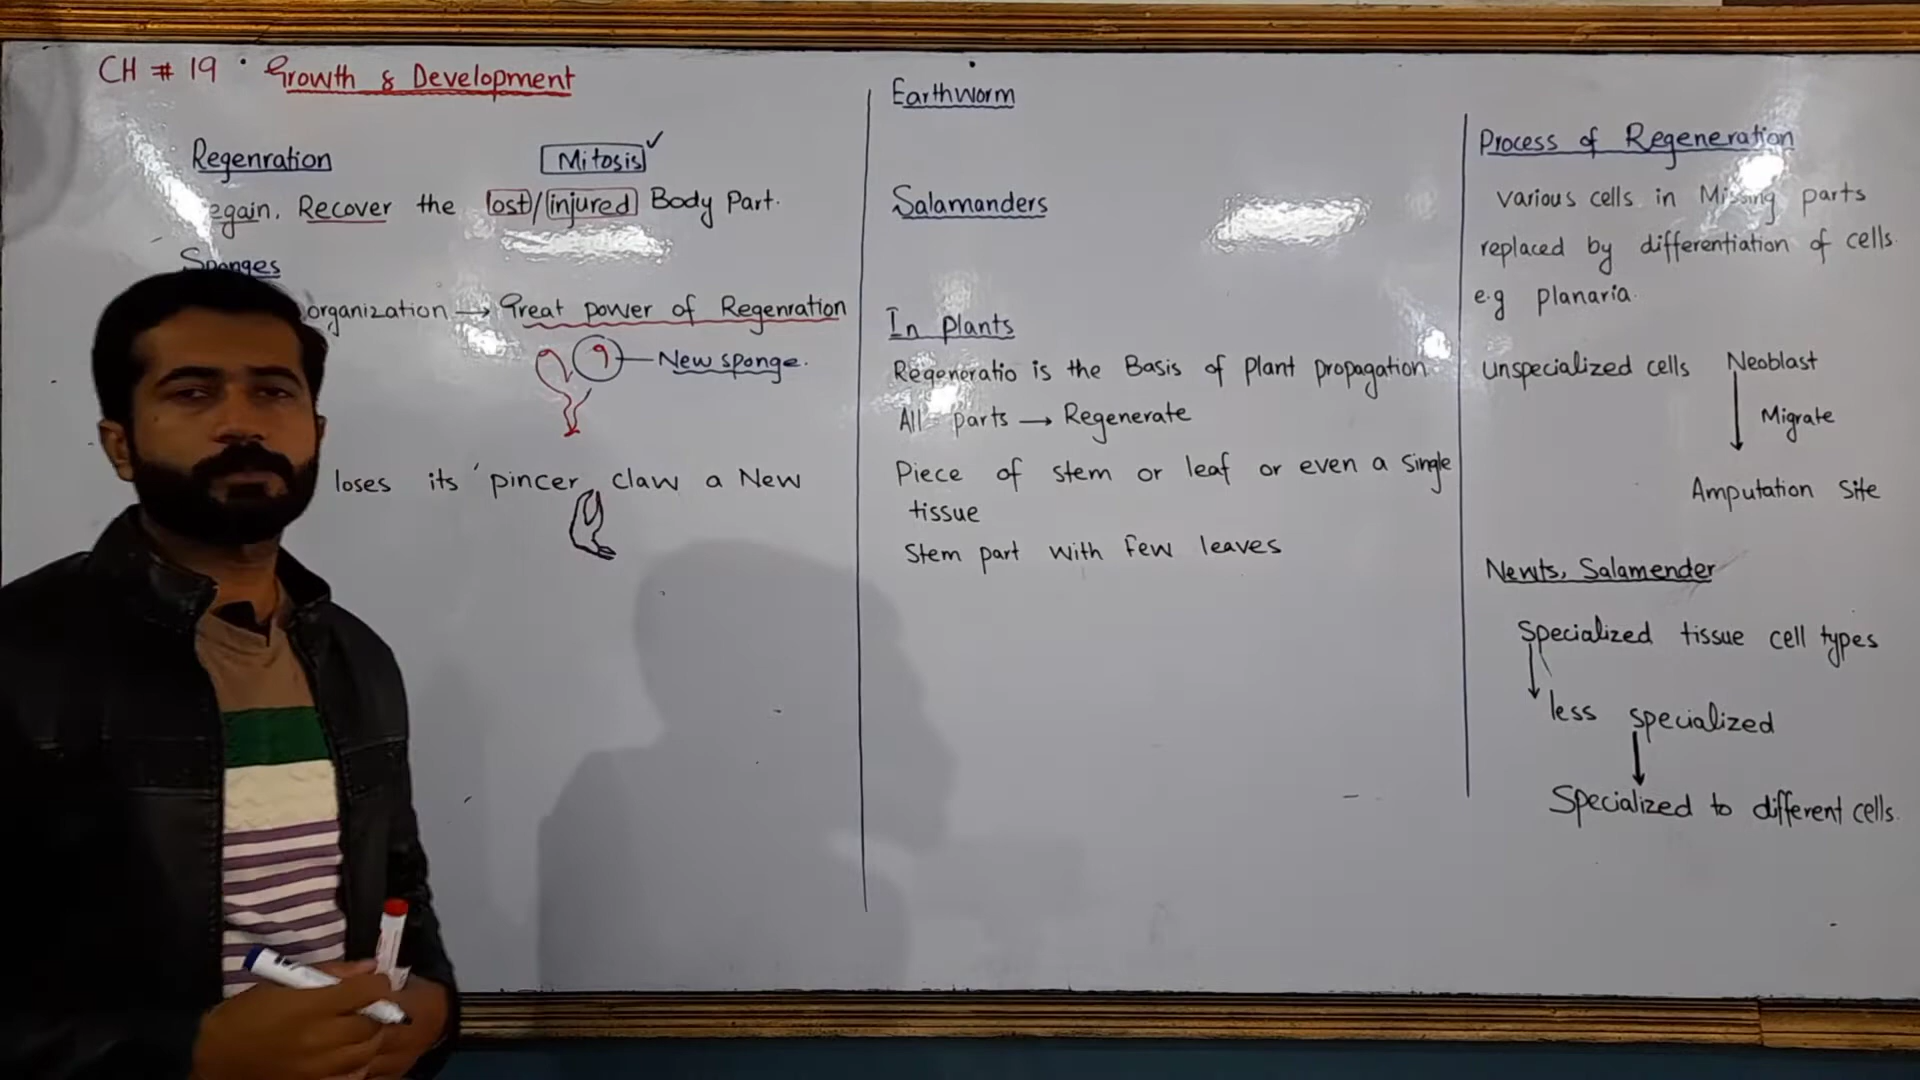 CH # 19 · Growth & Development
Regenration
Mitosis ✓
egain. Recover the lost/injured Body Part.
Sponges
organization → Great power of Regenration
New sponge.
loses its pincer claw a New
Earthworm
Salamanders
In plants
Regeneratio is the Basis of plant propagation.
All parts → Regenerate
Piece of stem or leaf or even a single
tissue
Stem part with few leaves
Process of Regeneration
various cells in Missing parts
replaced by differentiation of cells.
e.g planaria.
unspecialized cells Neoblast
Migrate
Amputation Site
Newts, Salamender
Specialized tissue cell types
less specialized
Specialized to different cells.